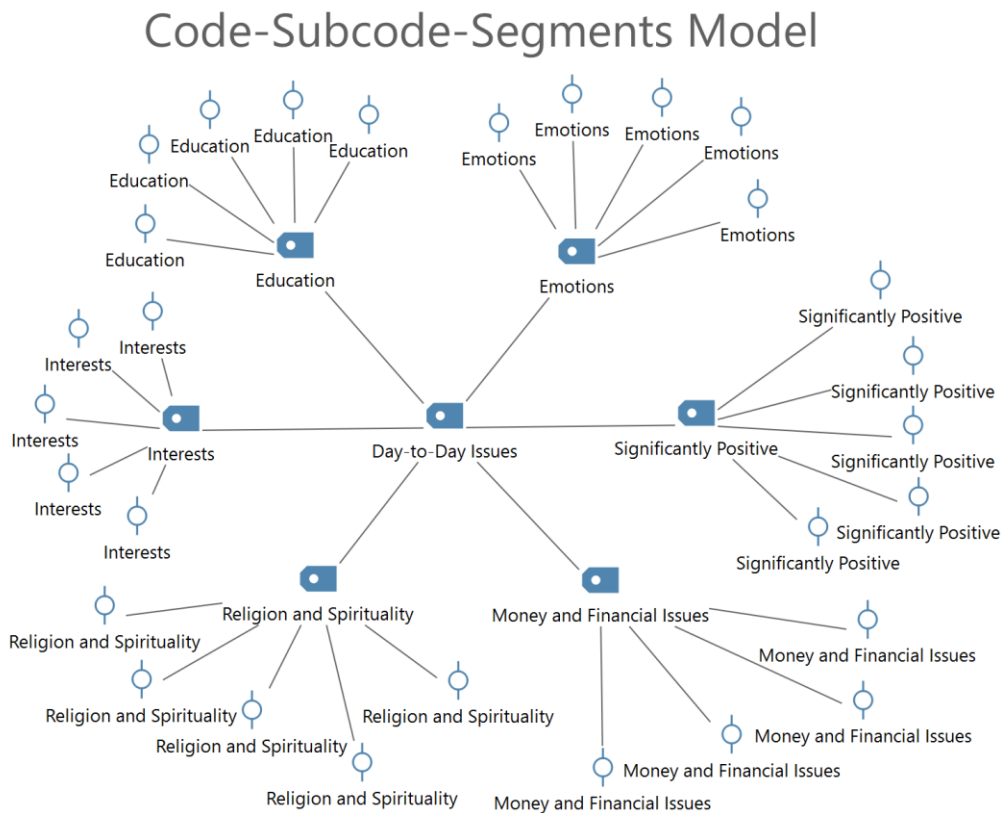 Code-Subcode-Segments Model
Education
Education
Education
Education
Education
Education
Emotions
Emotions
Emotions
Emotions
Emotions
Emotions
Interests
Interests
Interests
Interests
Interests
Interests
Day-to-Day Issues
Significantly Positive
Significantly Positive
Significantly Positive
Significantly Positive
Significantly Positive
Significantly Positive
Religion and Spirituality
Religion and Spirituality
Religion and Spirituality
Religion and Spirituality
Religion and Spirituality
Religion and Spirituality
Money and Financial Issues
Money and Financial Issues
Money and Financial Issues
Money and Financial Issues
Money and Financial Issues